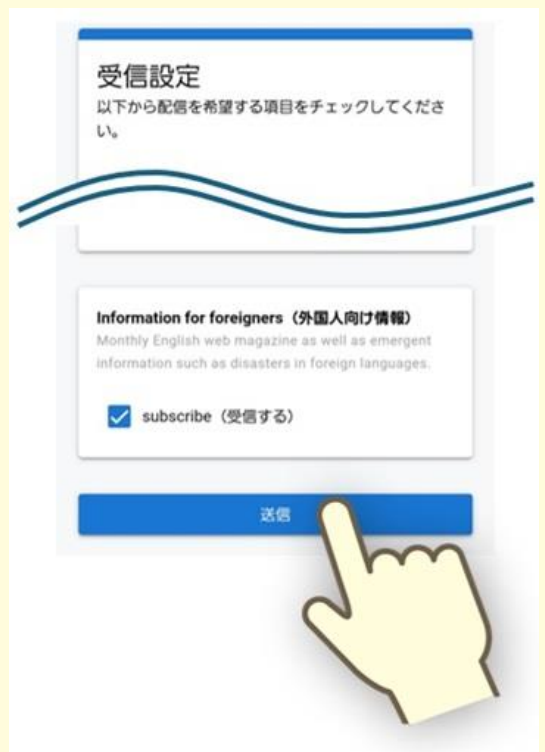 受信設定
以下から配信を希望する項目をチェックしてくださ
い。
Information for foreigners（外国人向け情報）
Monthly English web magazine as well as emergent
information such as disasters in foreign languages.
subscribe（受信する）
送信